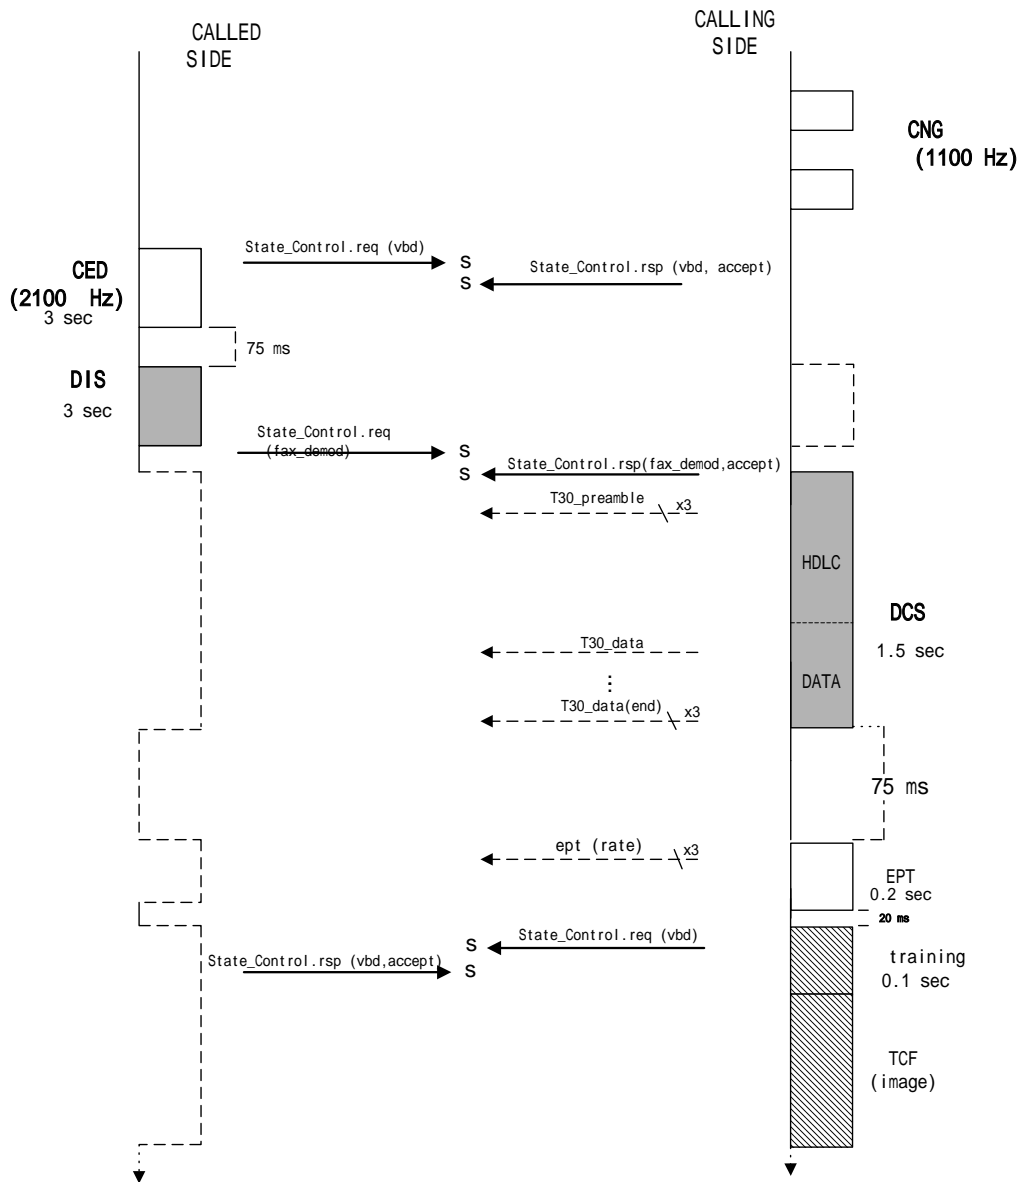 CALLED
SIDE
CALLING
SIDE
CNG
(1100 Hz)
State_Control.req (vbd)
S
State_Control.rsp (vbd, accept)
S
CED
(2100 Hz)
3 sec
75 ms
DIS
3 sec
State_Control.req
(fax_demod)
S
State_Control.rsp(fax_demod,accept)
S
T30_preamble
x3
HDLC
DCS
1.5 sec
T30_data
DATA
⋮
T30_data(end)
x3
75 ms
ept (rate)
x3
EPT
0.2 sec
20 ms
State_Control.req (vbd)
S
State_Control.rsp (vbd,accept)
S
training
0.1 sec
TCF
(image)